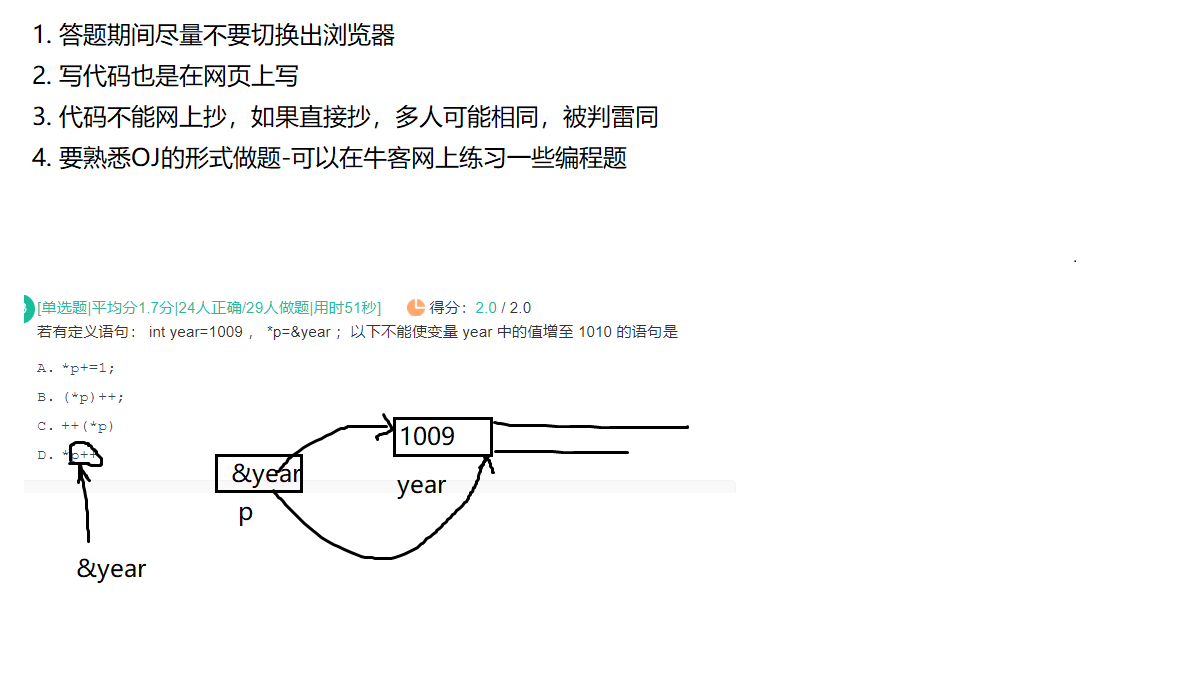 1. 答题期间尽量不要切换出浏览器
2. 写代码也是在网页上写
3. 代码不能网上抄，如果直接抄，多人可能相同，被判雷同
4. 要熟悉OJ的形式做题-可以在牛客网上练习一些编程题
[单选题|平均分1.7分|24人正确/29人做题|用时51秒] 得分：2.0 / 2.0
若有定义语句： int year=1009 ， *p=&year ；以下不能使变量 year 中的值增至 1010 的语句是
A. *p+=1;
B. (*p)++;
C. ++(*p)
D. *p++
1009
&year
year
p
&year